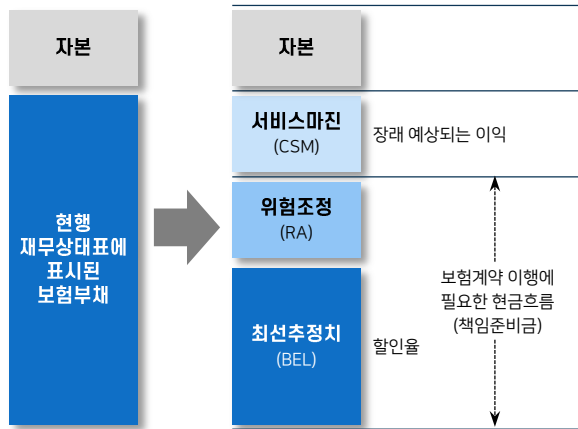 자본
현행
재무상태표에
표시된
보험부채
자본
서비스마진
(CSM)
장래 예상되는 이익
위험조정
(RA)
보험계약 이행에
필요한 현금흐름
(책임준비금)
최선추정치
(BEL)
할인율